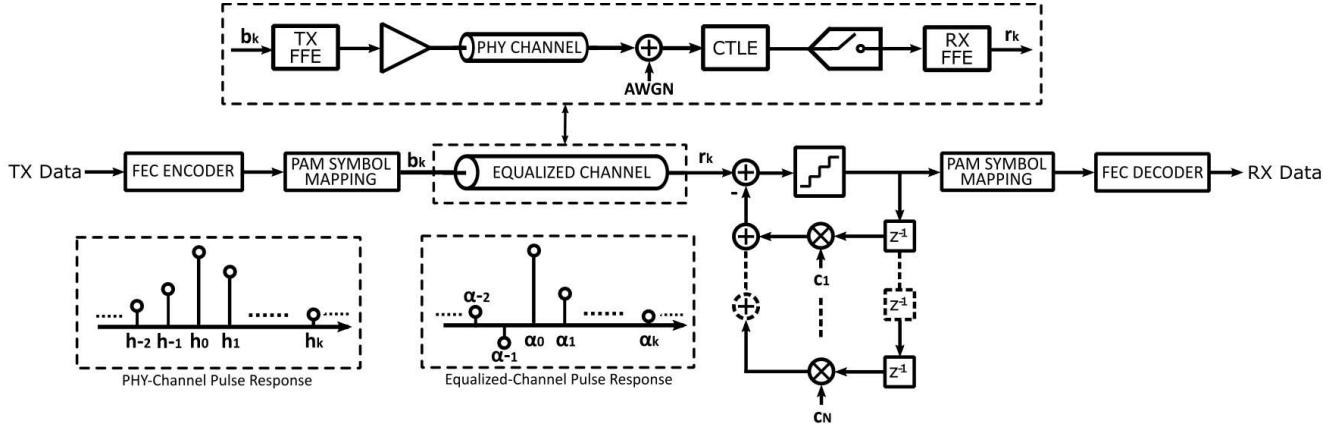 bk
TX
FFE
PHY CHANNEL
AWGN
CTLE
RX
FFE
rk
TX Data
FEC ENCODER
PAM SYMBOL
MAPPING
bk
EQUALIZED CHANNEL
rk
-
PAM SYMBOL
MAPPING
FEC DECODER
RX Data
z-1
c1
z-1
z-1
cN
h-2 h-1 h0 h1 hk
PHY-Channel Pulse Response
α-2
α-1 α0 α1 αk
Equalized-Channel Pulse Response